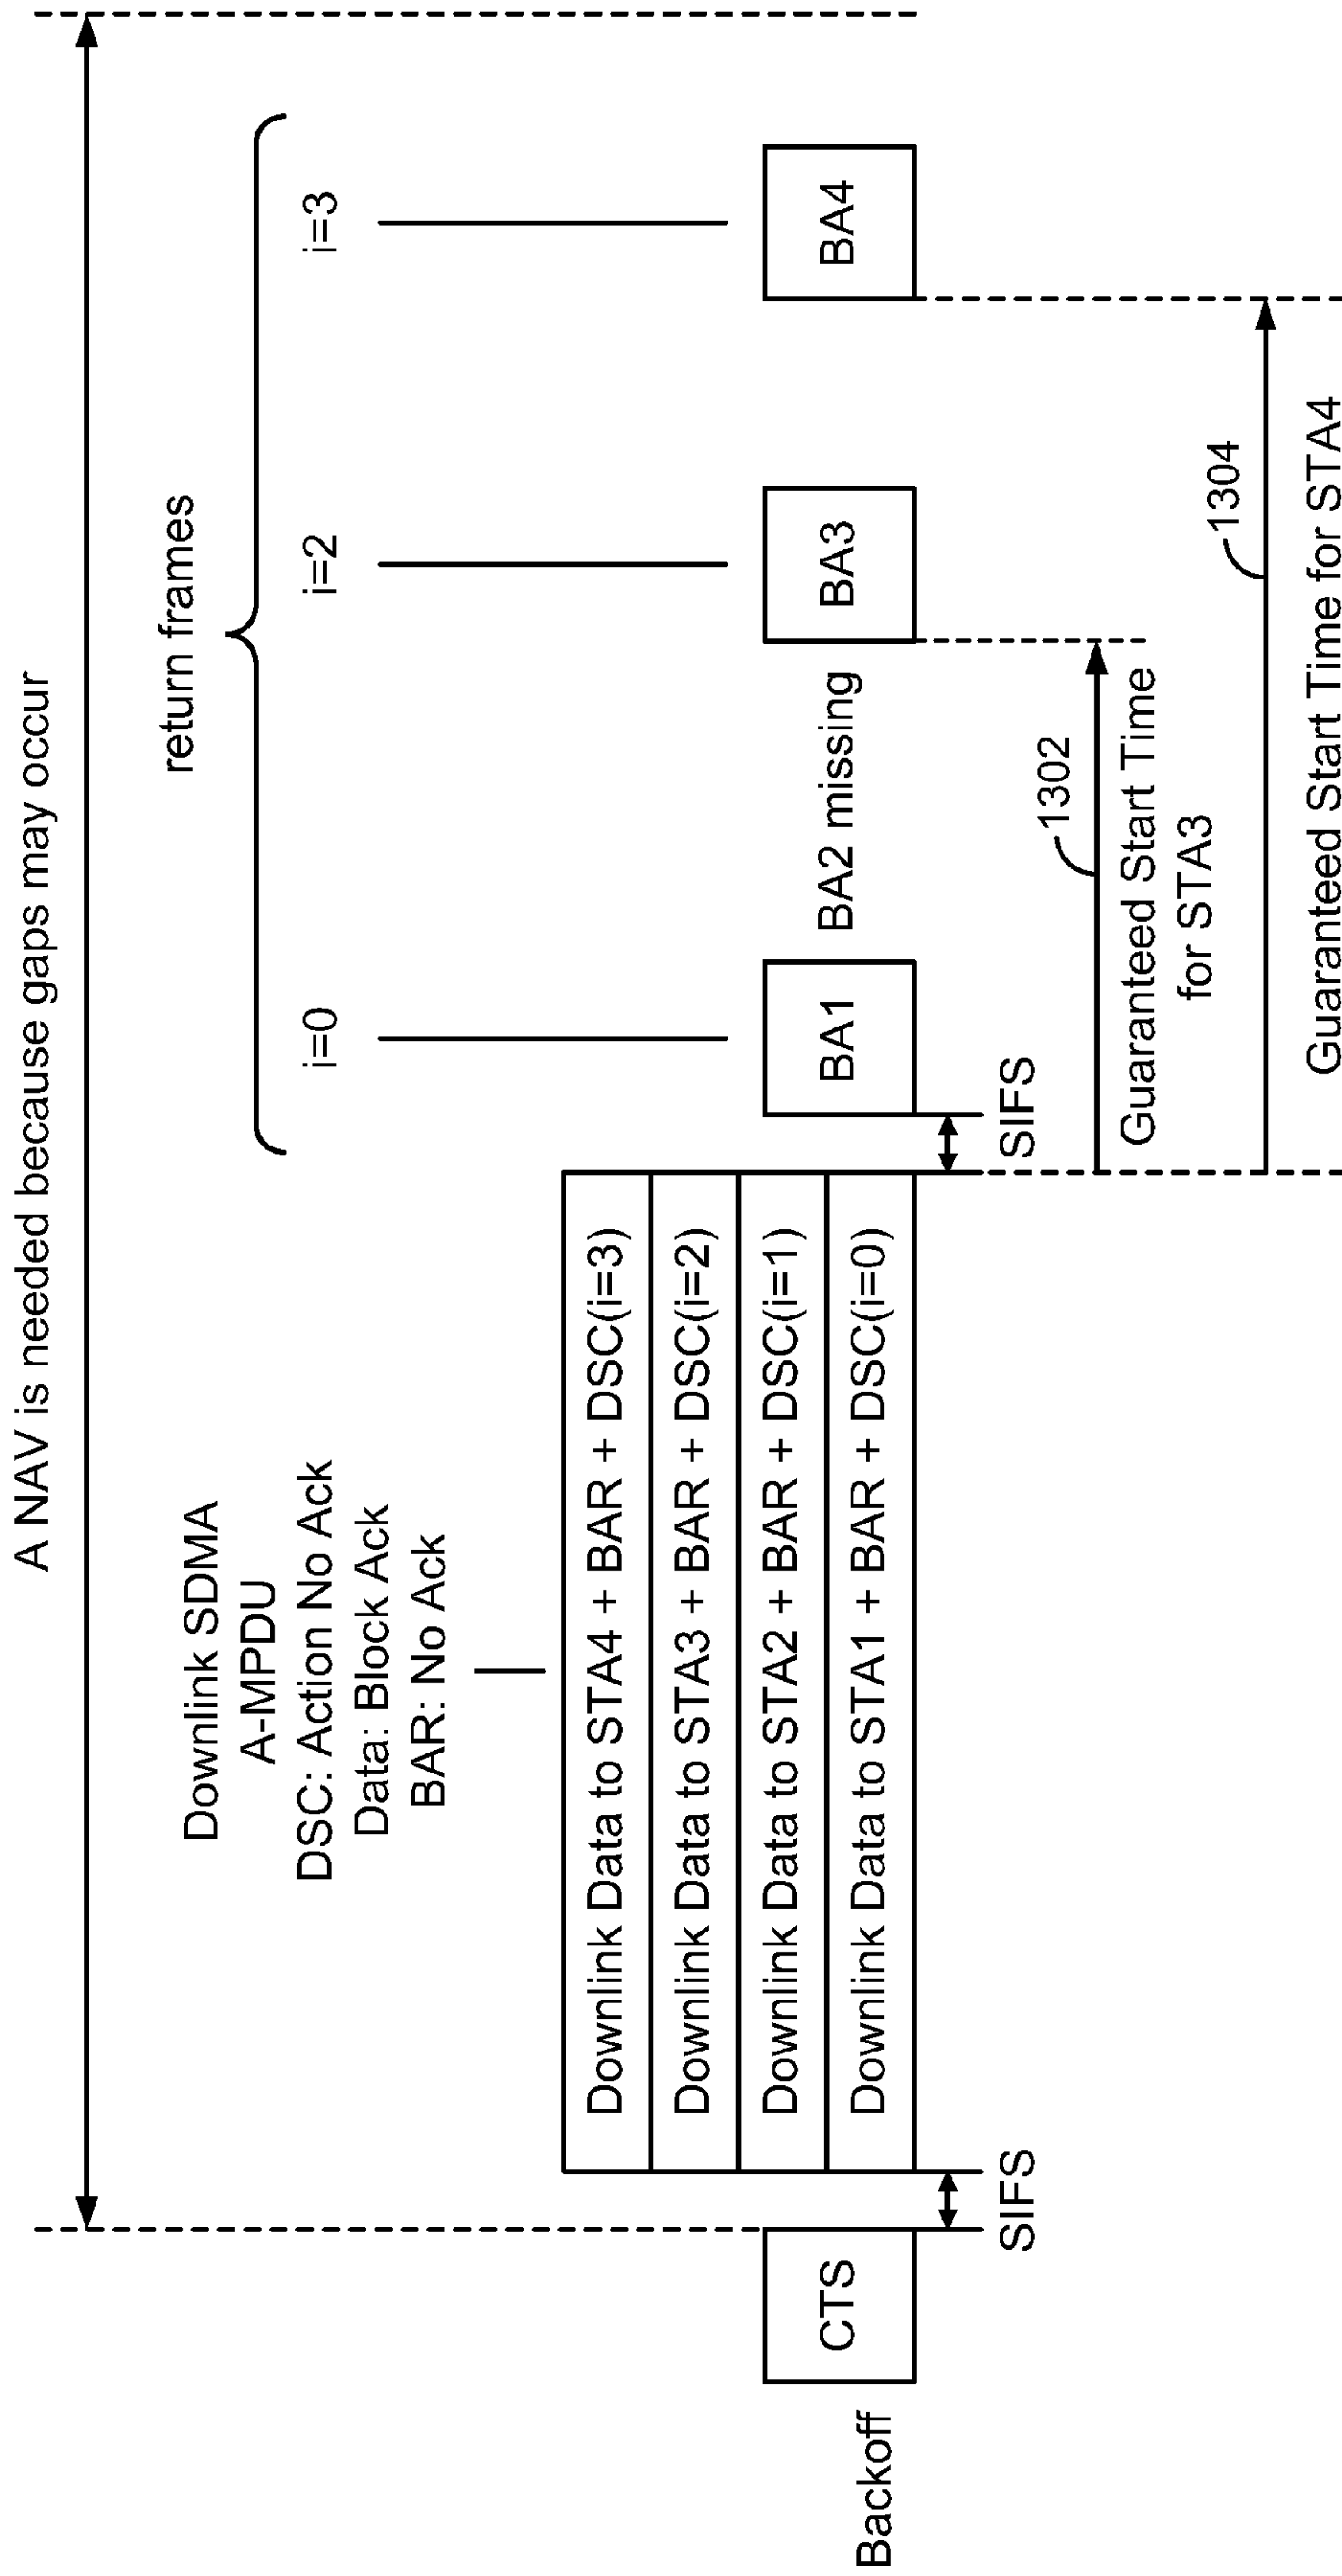 A NAV is needed because gaps may occur
Downlink SDMA
A-MPDU
DSC: Action No Ack
Data: Block Ack
BAR: No Ack
return frames
i=0
i=2
i=3
Downlink Data to STA4 + BAR + DSC(i=3)
Downlink Data to STA3 + BAR + DSC(i=2)
Downlink Data to STA2 + BAR + DSC(i=1)
Downlink Data to STA1 + BAR + DSC(i=0)
Backoff
CTS
BA1
BA2 missing
BA3
BA4
SIFS
SIFS
1302
Guaranteed Start Time
for STA3
1304
Guaranteed Start Time for STA4